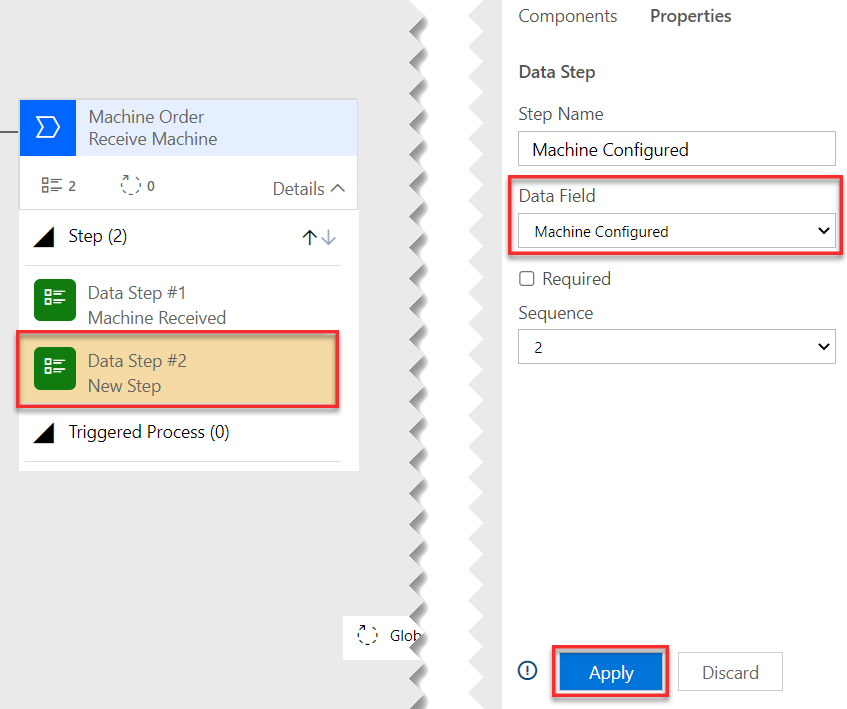 Machine Order
Receive Machine
2
0
Details
Step (2)
Data Step #1
Machine Received
Data Step #2
New Step
Triggered Process (0)
Glob
Components
Properties
Data Step
Step Name
Machine Configured
Data Field
Machine Configured
Required
Sequence
2
Apply
Discard